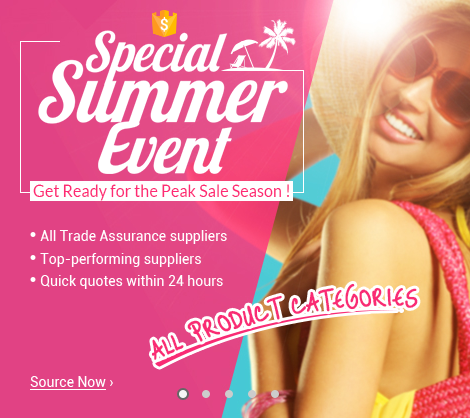 $
Special
Summer
Event
Get Ready for the Peak Sale Season !
• All Trade Assurance suppliers
• Top-performing suppliers
• Quick quotes within 24 hours
ALL PRODUCT CATEGORIES
Source Now ›